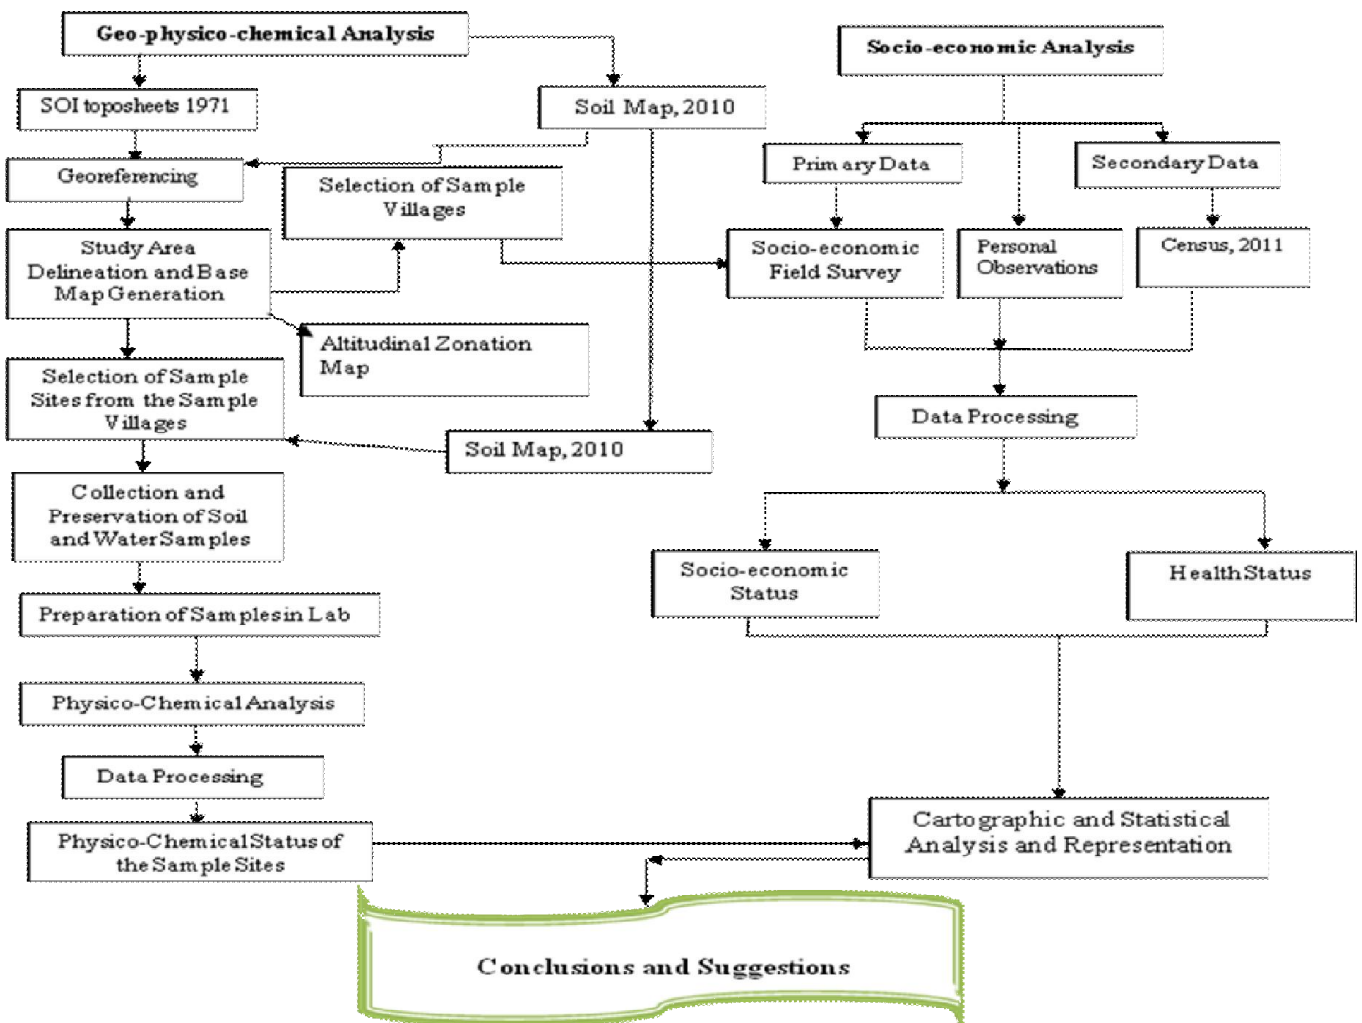 Geo-physico-chemical Analysis
SOI toposheets 1971
Soil Map, 2010
Georeferencing
Selection of Sample
Villages
Study Area
Delineation and Base
Map Generation
Altitudinal Zonation
Map
Selection of Sample
Sites from the Sample
Villages
Soil Map, 2010
Collection and
Preservation of Soil
and Water Samples
Preparation of Samples in Lab
Physico-Chemical Analysis
Data Processing
Physico-Chemical Status of
the Sample Sites
Socio-economic Analysis
Primary Data
Secondary Data
Socio-economic
Field Survey
Personal
Observations
Census, 2011
Data Processing
Socio-economic
Status
Health Status
Cartographic and Statistical
Analysis and Representation
Conclusions and Suggestions